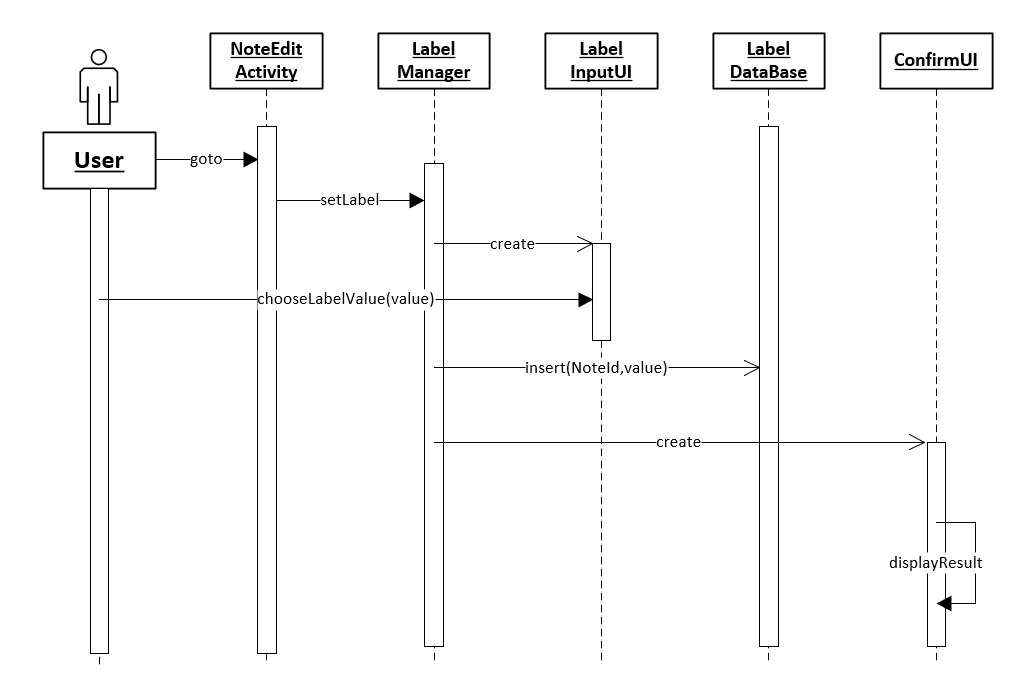 NoteEdit
Activity
Label
Manager
Label
InputUI
Label
DataBase
ConfirmUI
User
goto
setLabel
create
chooseLabelValue(value)
insert(NoteId,value)
create
displayResult